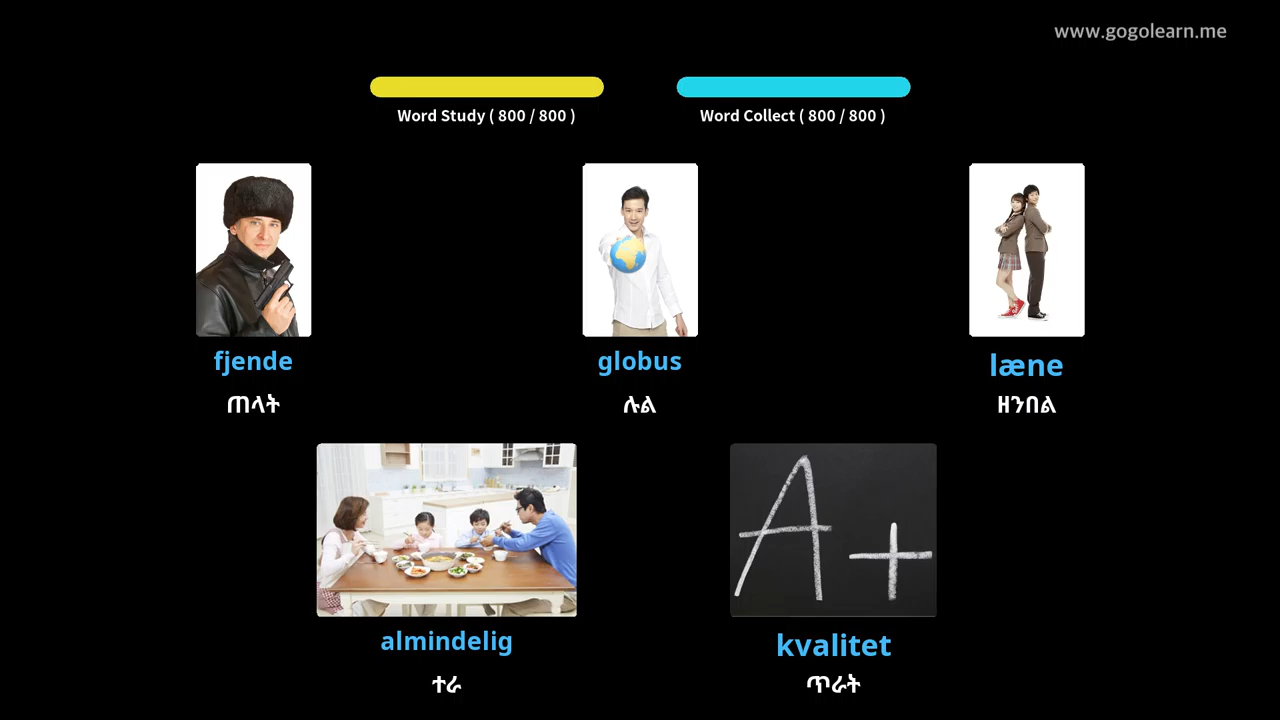 www.gogolearn.me
Word Study ( 800 / 800 )
Word Collect ( 800 / 800 )
fjende
globus
læne
ጠላት
ሉል
ዘንበል
A+
almindelig
kvalitet
ተራ
ጥራት